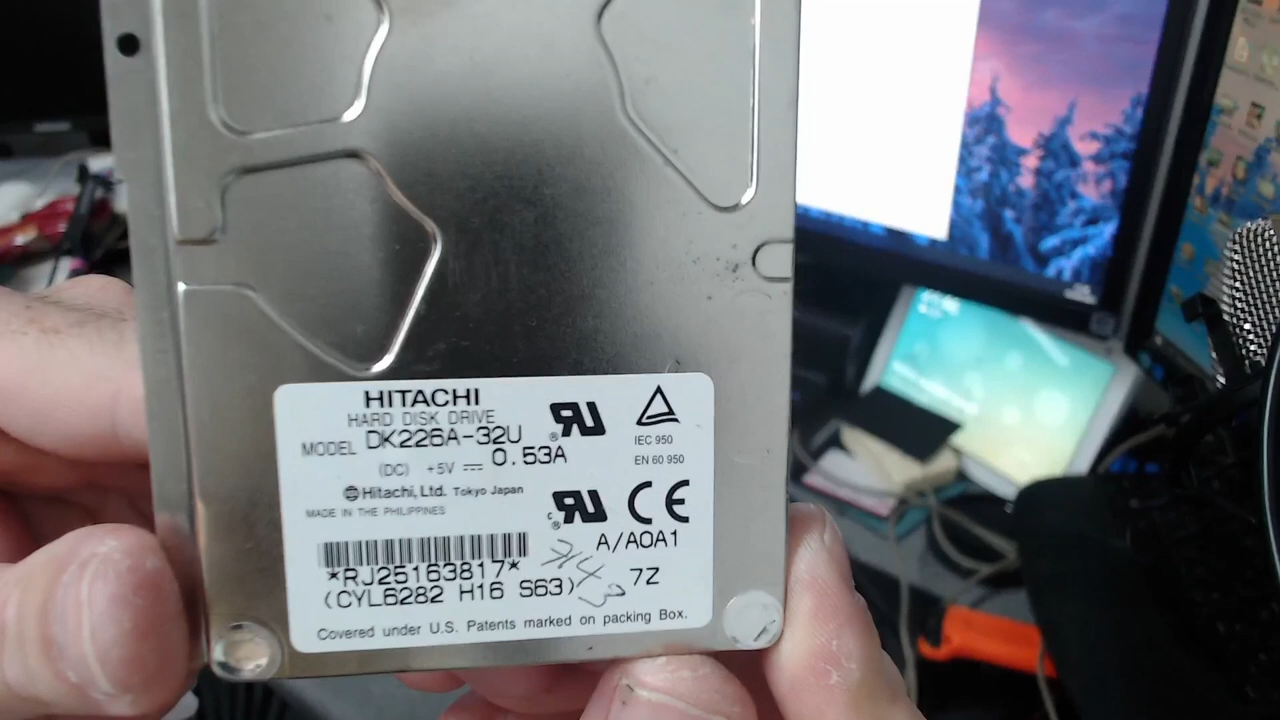 HITACHI
HARD DISK DRIVE
MODEL DK226A-32U
(DC) +5V 0.53A
IEC 950
EN 60 950
Hitachi, Ltd. Tokyo Japan
MADE IN THE PHILIPPINES
CE
A/A0A1
*RJ25163817*
7Z
(CYL6282 H16 S63)
Covered under U.S. Patents marked on packing Box.